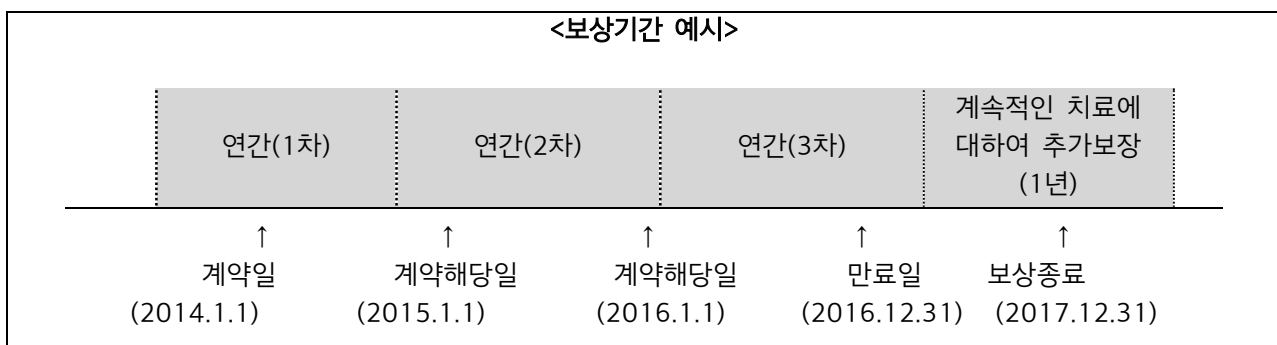 <보상기간 예시>
연간(1차) 연간(2차) 연간(3차) 계속적인 치료에
대하여 추가보장
(1년)
↑ ↑ ↑ ↑ ↑
계약일 계약해당일 계약해당일 만료일 보상종료
(2014.1.1) (2015.1.1) (2016.1.1) (2016.12.31) (2017.12.31)